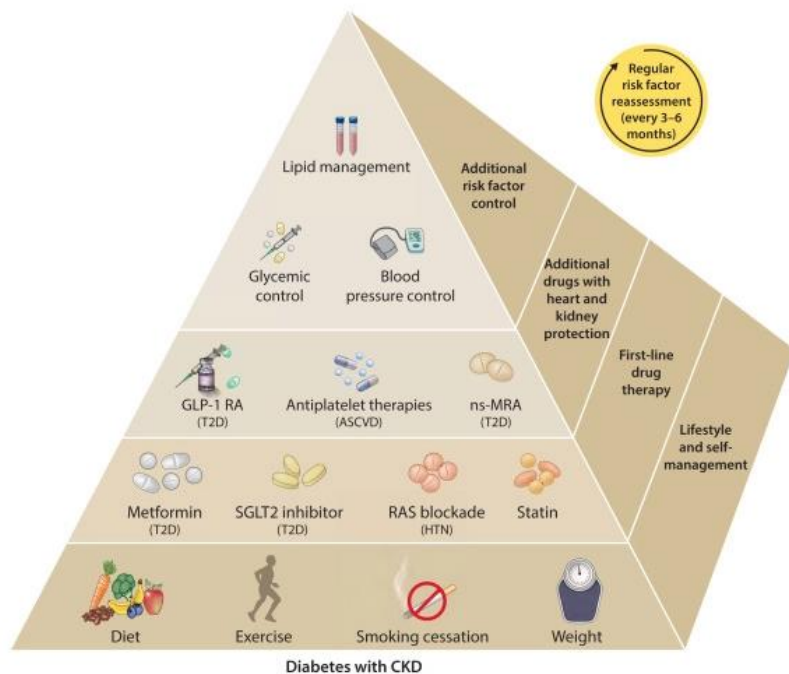 Regular
risk factor
reassessment
(every 3–6
months)
Lipid management
Additional
risk factor
control
Glycemic
control
Blood
pressure control
Additional
drugs with
heart and
kidney
protection
GLP-1 RA
(T2D)
Antiplatelet therapies
(ASCVD)
ns-MRA
(T2D)
First-line
drug
therapy
Metformin
(T2D)
SGLT2 inhibitor
(T2D)
RAS blockade
(HTN)
Statin
Lifestyle
and self-
management
Diet
Exercise
Smoking cessation
Weight
Diabetes with CKD